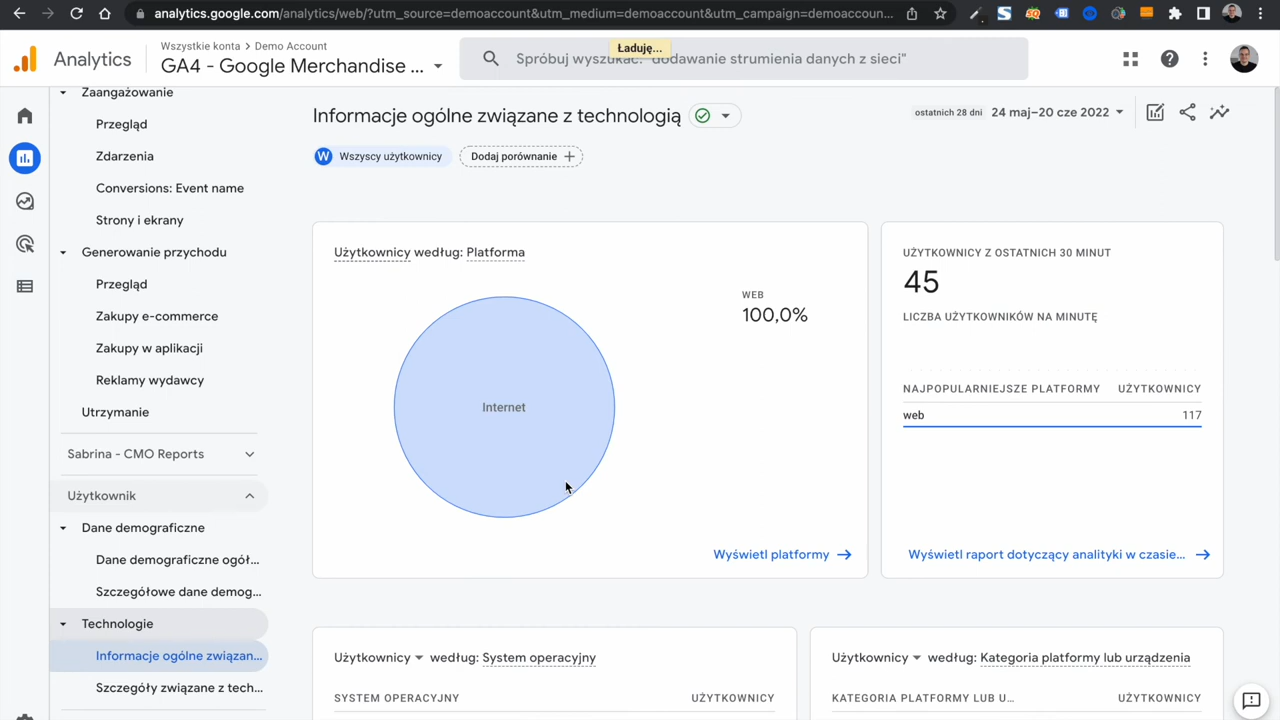 analytics.google.com/analytics/web/?utm_source=demoaccount&utm_medium=demoaccount&utm_campaign=demoaccoun...
Analytics
Wszystkie konta > Demo Account
GA4 - Google Merchandise ...
Ładuję...
Spróbuj wyszukać: "dodawanie strumienia danych z sieci"
Zaangażowanie
Przegląd
Zdarzenia
Conversions: Event name
Strony i ekrany
Generowanie przychodu
Przegląd
Zakupy e-commerce
Zakupy w aplikacji
Reklamy wydawcy
Utrzymanie
Sabrina - CMO Reports
Użytkownik
Dane demograficzne
Dane demograficzne ogół...
Szczegółowe dane demog...
Technologie
Informacje ogólne związan...
Szczegóły związane z tech...
Informacje ogólne związane z technologią
ostatnich 28 dni 24 maj–20 cze 2022
W Wszyscy użytkownicy
Dodaj porównanie +
Użytkownicy według: Platforma
WEB
100,0%
Internet
Wyświetl platformy
UŻYTKOWNICY Z OSTATNICH 30 MINUT
45
LICZBA UŻYTKOWNIKÓW NA MINUTĘ
NAJPOPULARNIEJSZE PLATFORMY UŻYTKOWNICY
web 117
Wyświetl raport dotyczący analityki w czasie...
Użytkownicy według: System operacyjny
SYSTEM OPERACYJNY UŻYTKOWNICY
Użytkownicy według: Kategoria platformy lub urządzenia
KATEGORIA PLATFORMY LUB U... UŻYTKOWNICY